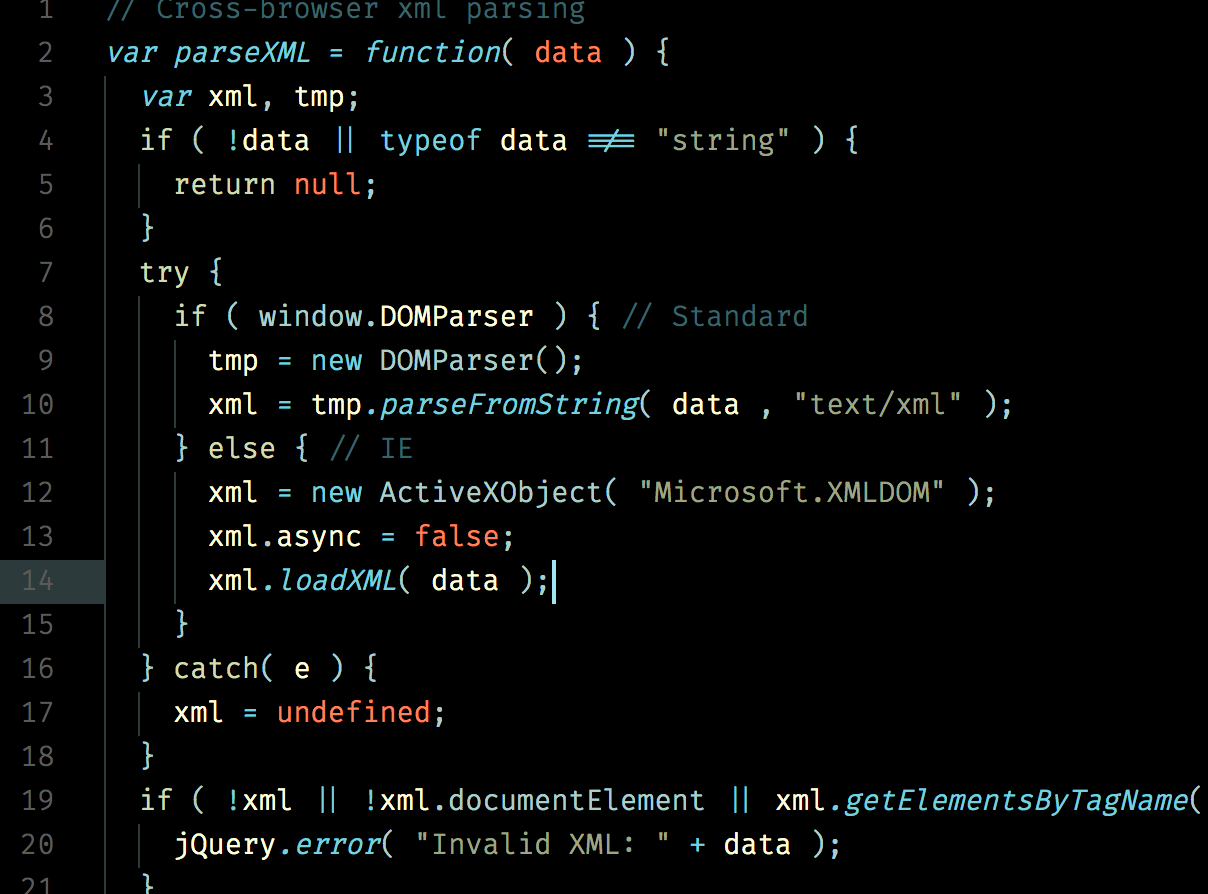 1 // Cross-browser xml parsing
2 var parseXML = function( data ) {
3 var xml, tmp;
4 if ( !data || typeof data !== "string" ) {
5 return null;
6 }
7 try {
8 if ( window.DOMParser ) { // Standard
9 tmp = new DOMParser();
10 xml = tmp.parseFromString( data , "text/xml" );
11 } else { // IE
12 xml = new ActiveXObject( "Microsoft.XMLDOM" );
13 xml.async = false;
14 xml.loadXML( data );
15 }
16 } catch( e ) {
17 xml = undefined;
18 }
19 if ( !xml || !xml.documentElement || xml.getElementsByTagName(
20 jQuery.error( "Invalid XML: " + data );
21 }